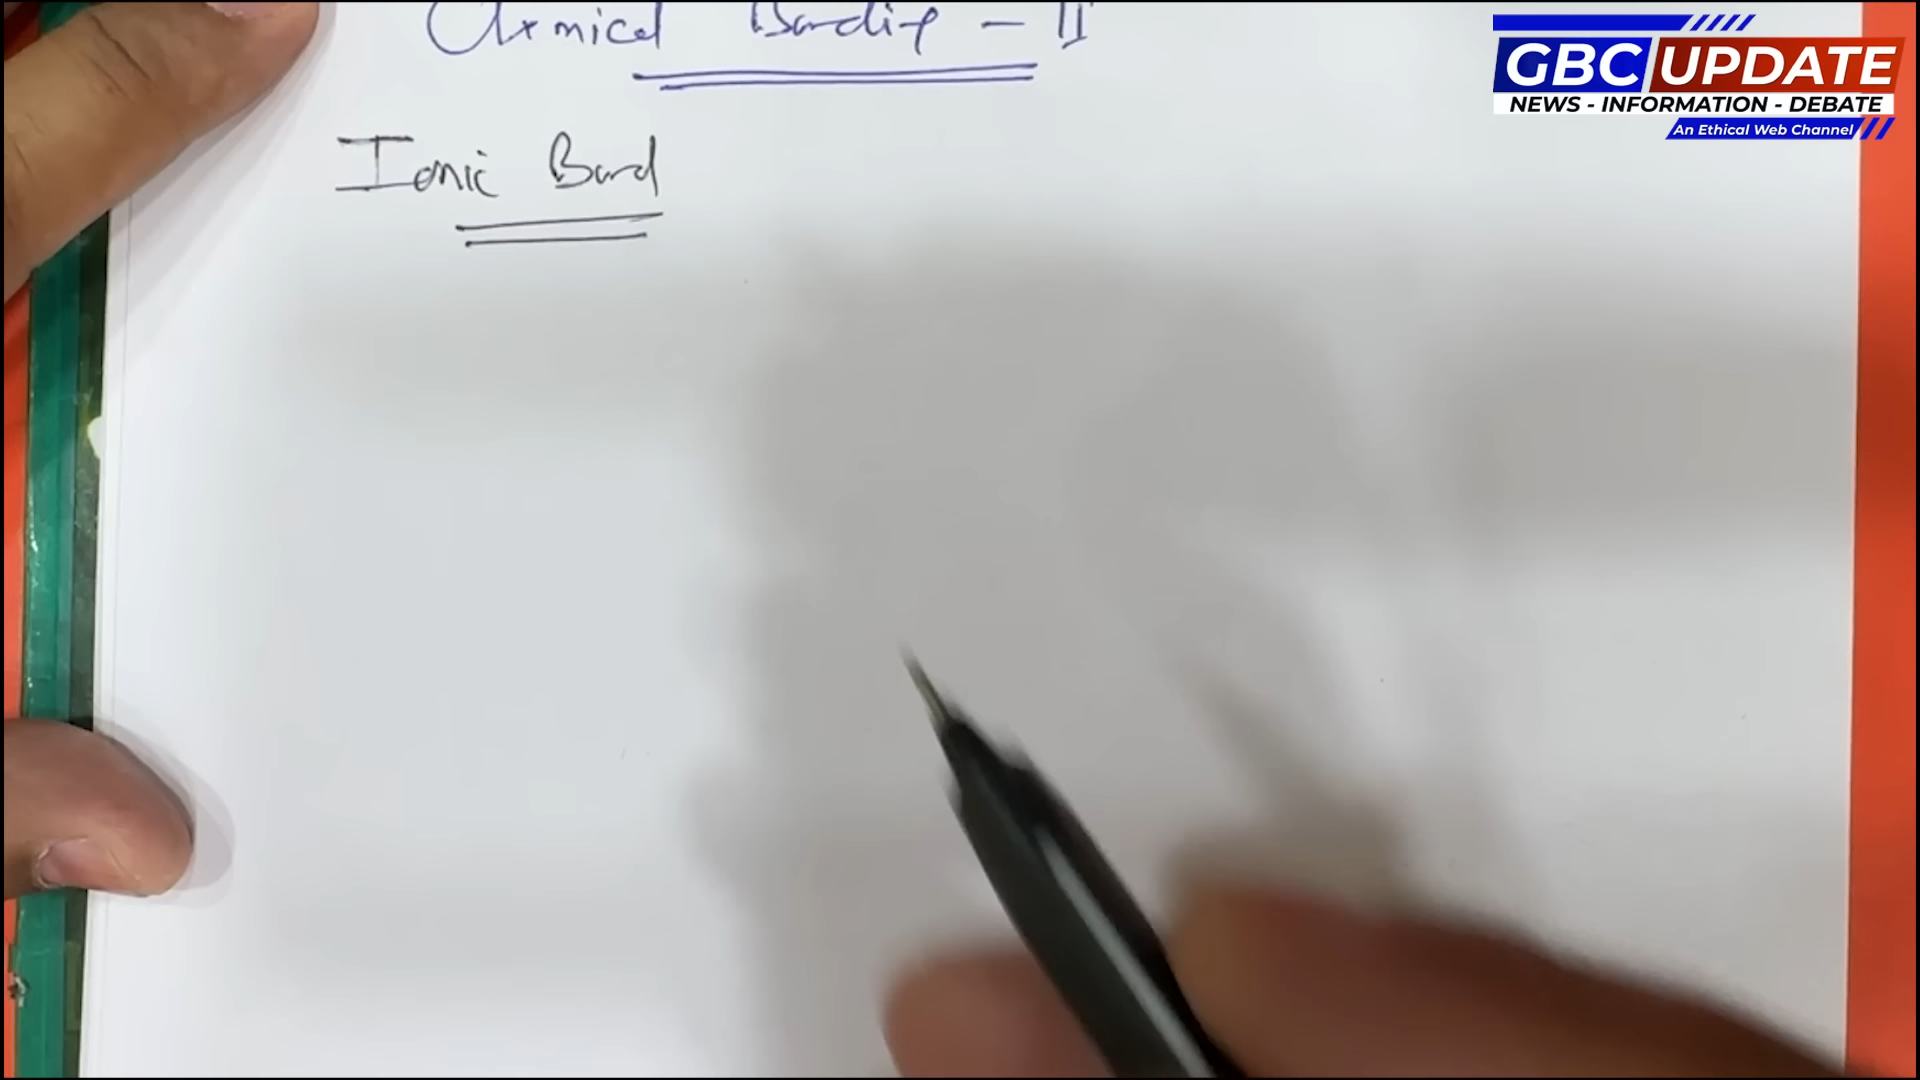 Chemical Bonding - II
GBC UPDATE
NEWS - INFORMATION - DEBATE
An Ethical Web Channel
Ionic Bond